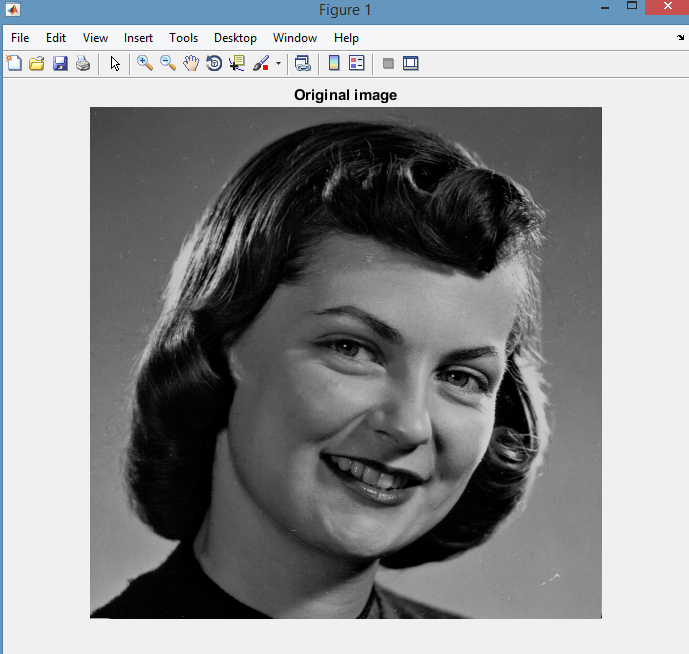 Figure 1
File Edit View Insert Tools Desktop Window Help
Original image